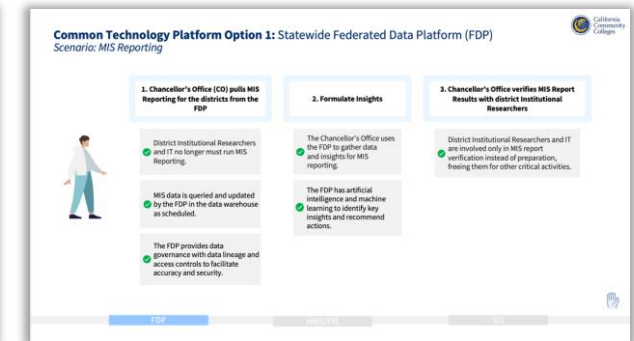 California
Community
Colleges
Common Technology Platform Option 1: Statewide Federated Data Platform (FDP)
Scenario: MIS Reporting
1. Chancellor's Office (CO) pulls MIS
Reporting for the districts from the
FDP
District Institutional Researchers
and IT no longer must run MIS
Reporting.
MIS data is queried and updated
by the FDP in the data warehouse
as scheduled.
The FDP provides data
governance with data lineage and
access controls to facilitate
accuracy and security.
2. Formulate Insights
The Chancellor's Office uses
the FDP to gather data
and insights for MIS
reporting.
The FDP has artificial
intelligence and machine
learning to identify key
insights and recommend
actions.
3. Chancellor's Office verifies MIS Report
Results with district Institutional
Researchers
District Institutional Researchers and IT
are involved only in MIS report
verification instead of preparation,
freeing them for other critical activities.
FDP
HRIS/FIS
SIS